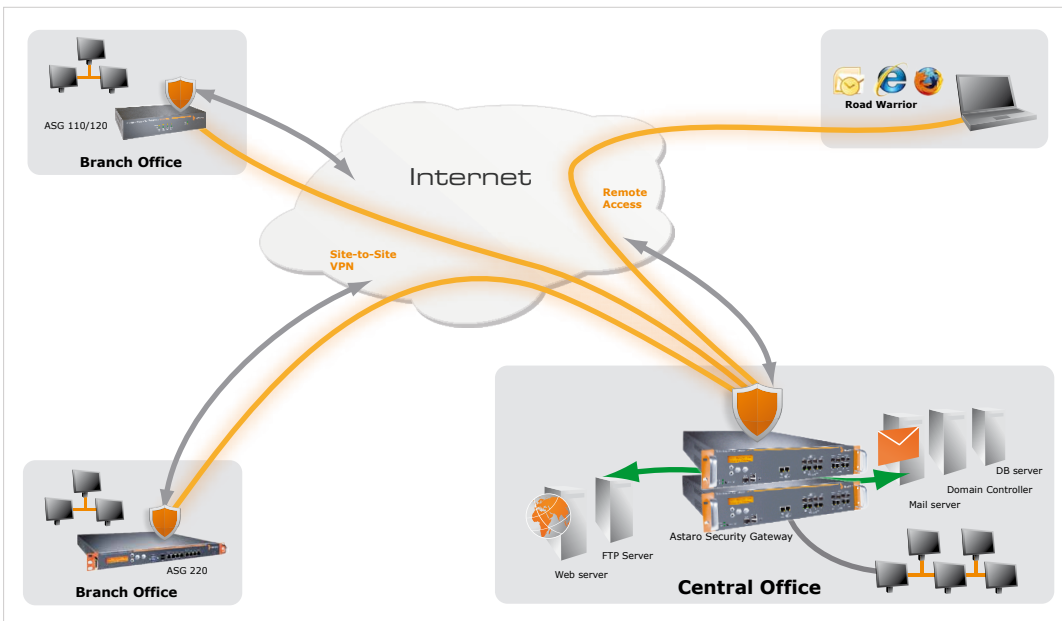 ASG 110/120
Branch Office
Road Warrior
Internet
Remote
Access
Site-to-Site
VPN
ASG 220
Branch Office
DB server
Domain Controller
Mail server
Astaro Security Gateway
FTP Server
Web server
Central Office